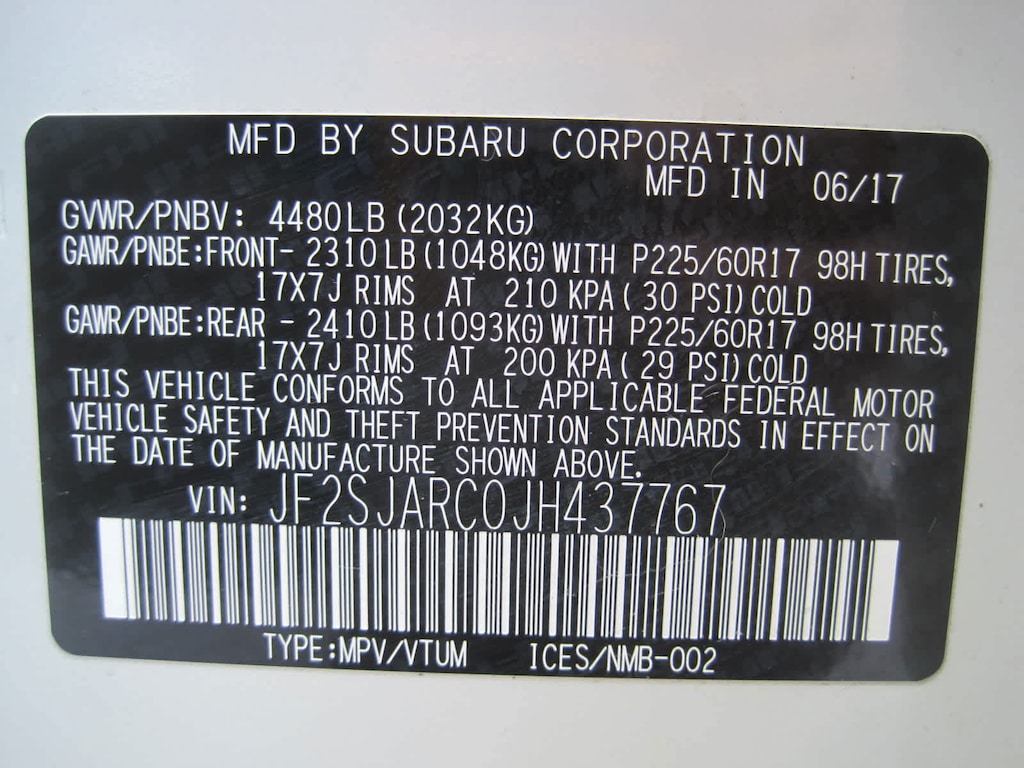 MFD BY SUBARU CORPORATION
MFD IN 06/17
GVWR/PNBV: 4480LB (2032KG)
GAWR/PNBE:FRONT- 2310LB (1048KG) WITH P225/60R17 98H TIRES,
17X7J RIMS AT 210 KPA ( 30 PSI) COLD
GAWR/PNBE:REAR - 2410LB (1093KG) WITH P225/60R17 98H TIRES,
17X7J RIMS AT 200 KPA ( 29 PSI) COLD
THIS VEHICLE CONFORMS TO ALL APPLICABLE FEDERAL MOTOR
VEHICLE SAFETY AND THEFT PREVENTION STANDARDS IN EFFECT ON
THE DATE OF MANUFACTURE SHOWN ABOVE.
VIN: JF2SJARC0JH437767
TYPE:MPV/VTUM ICES/NMB-002